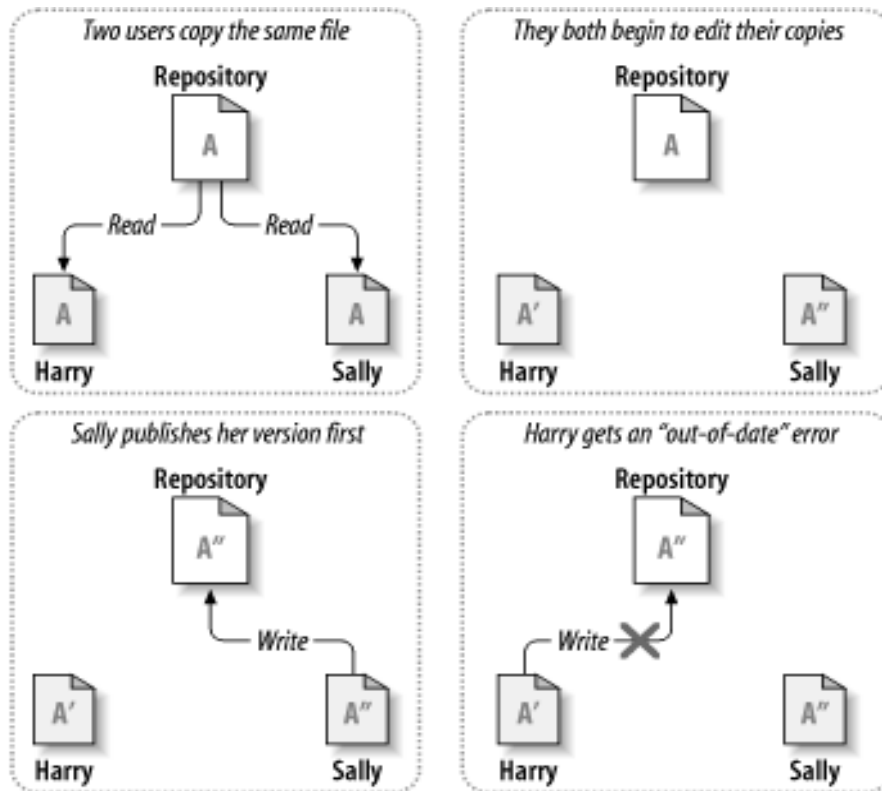 Two users copy the same file
Repository
A
Read
Read
A
A
Harry
Sally
They both begin to edit their copies
Repository
A
A′
A″
Harry
Sally
Sally publishes her version first
Repository
A″
Write
A′
A″
Harry
Sally
Harry gets an “out-of-date” error
Repository
A″
Write
A′
A″
Harry
Sally